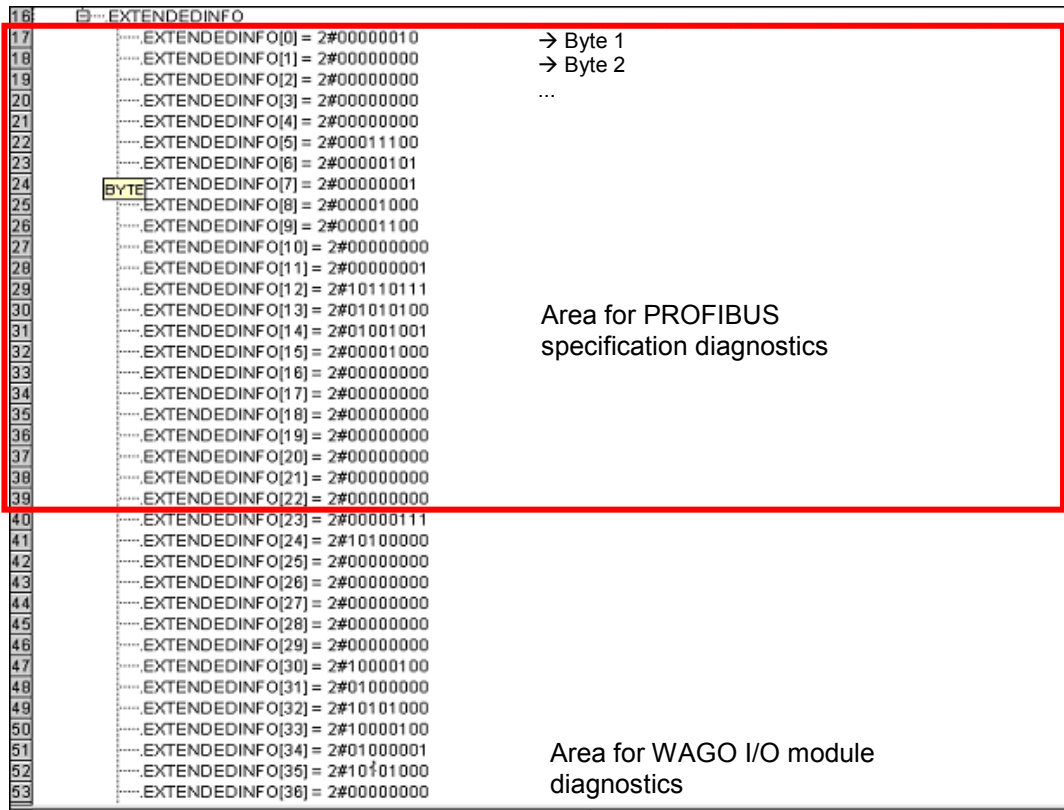 16 .EXTENDEDINFO
17 .EXTENDEDINFO[0] = 2#00000010 → Byte 1
18 .EXTENDEDINFO[1] = 2#00000000 → Byte 2
19 .EXTENDEDINFO[2] = 2#00000000
20 .EXTENDEDINFO[3] = 2#00000000 ...
21 .EXTENDEDINFO[4] = 2#00000000
22 .EXTENDEDINFO[5] = 2#00011100
23 .EXTENDEDINFO[6] = 2#00000101
24 BYTE EXTENDEDINFO[7] = 2#00000001
25 .EXTENDEDINFO[8] = 2#00001000
26 .EXTENDEDINFO[9] = 2#00001100
27 .EXTENDEDINFO[10] = 2#00000000
28 .EXTENDEDINFO[11] = 2#00000001
29 .EXTENDEDINFO[12] = 2#10110111
30 .EXTENDEDINFO[13] = 2#01010100 Area for PROFIBUS
31 .EXTENDEDINFO[14] = 2#01001001
32 .EXTENDEDINFO[15] = 2#00001000 specification diagnostics
33 .EXTENDEDINFO[16] = 2#00000000
34 .EXTENDEDINFO[17] = 2#00000000
35 .EXTENDEDINFO[18] = 2#00000000
36 .EXTENDEDINFO[19] = 2#00000000
37 .EXTENDEDINFO[20] = 2#00000000
38 .EXTENDEDINFO[21] = 2#00000000
39 .EXTENDEDINFO[22] = 2#00000000
40 .EXTENDEDINFO[23] = 2#00000111
41 .EXTENDEDINFO[24] = 2#10100000
42 .EXTENDEDINFO[25] = 2#00000000
43 .EXTENDEDINFO[26] = 2#00000000
44 .EXTENDEDINFO[27] = 2#00000000
45 .EXTENDEDINFO[28] = 2#00000000
46 .EXTENDEDINFO[29] = 2#00000000
47 .EXTENDEDINFO[30] = 2#10000100
48 .EXTENDEDINFO[31] = 2#01000000
49 .EXTENDEDINFO[32] = 2#10101000
50 .EXTENDEDINFO[33] = 2#10000100
51 .EXTENDEDINFO[34] = 2#01000001 Area for WAGO I/O module
52 .EXTENDEDINFO[35] = 2#10101000
53 .EXTENDEDINFO[36] = 2#00000000 diagnostics